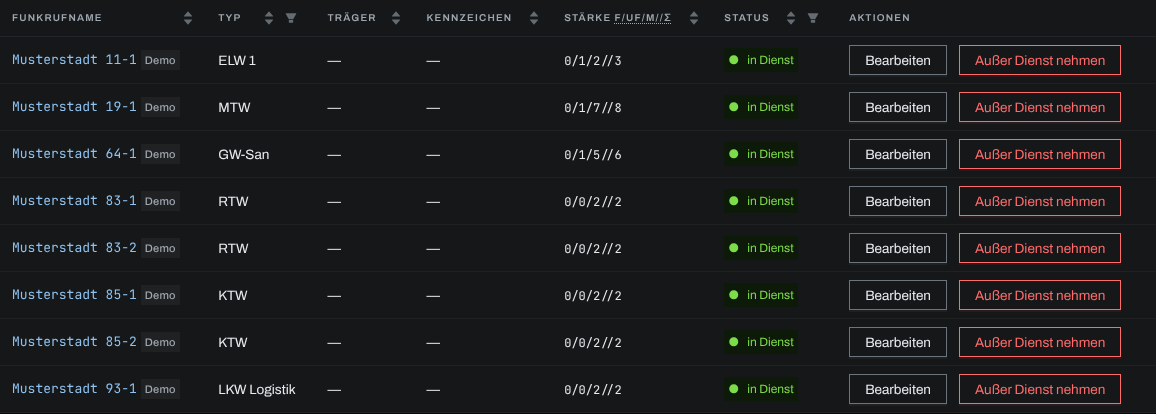 FUNKRUFNAME TYP TRÄGER KENNZEICHEN STÄRKE F/UF/M//Σ STATUS AKTIONEN
Musterstadt 11-1 Demo ELW 1 — — 0/1/2//3 in Dienst Bearbeiten Außer Dienst nehmen
Musterstadt 19-1 Demo MTW — — 0/1/7//8 in Dienst Bearbeiten Außer Dienst nehmen
Musterstadt 64-1 Demo GW-San — — 0/1/5//6 in Dienst Bearbeiten Außer Dienst nehmen
Musterstadt 83-1 Demo RTW — — 0/0/2//2 in Dienst Bearbeiten Außer Dienst nehmen
Musterstadt 83-2 Demo RTW — — 0/0/2//2 in Dienst Bearbeiten Außer Dienst nehmen
Musterstadt 85-1 Demo KTW — — 0/0/2//2 in Dienst Bearbeiten Außer Dienst nehmen
Musterstadt 85-2 Demo KTW — — 0/0/2//2 in Dienst Bearbeiten Außer Dienst nehmen
Musterstadt 93-1 Demo LKW Logistik — — 0/0/2//2 in Dienst Bearbeiten Außer Dienst nehmen